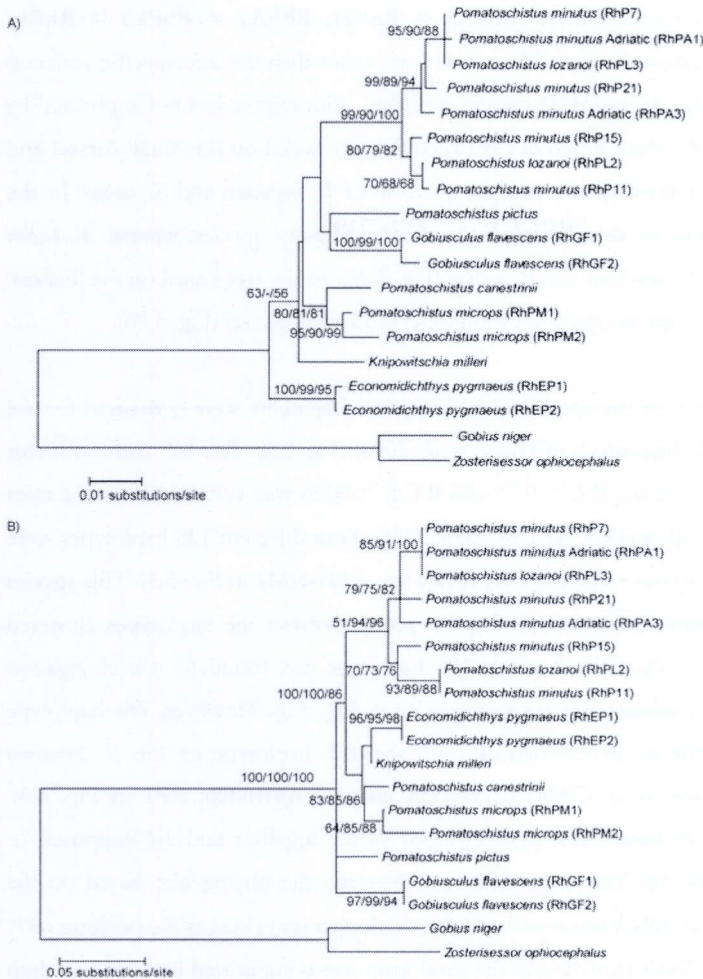 A)
Pomatoschistus minutus (RhP7)
95/90/88
Pomatoschistus minutus Adriatic (RhPA1)
Pomatoschistus lozanoi (RhPL3)
99/89/94
Pomatoschistus minutus (RhP21)
Pomatoschistus minutus Adriatic (RhPA3)
99/90/100
Pomatoschistus minutus (RhP15)
80/79/82
Pomatoschistus lozanoi (RhPL2)
70/68/68
Pomatoschistus minutus (RhP11)
Pomatoschistus pictus
100/99/100
Gobiusculus flavescens (RhGF1)
Gobiusculus flavescens (RhGF2)
63/-/56
Pomatoschistus canestrinii
80/81/61
Pomatoschistus microps (RhPM1)
95/90/99
Pomatoschistus microps (RhPM2)
Knipowitschia milleri
100/99/95
Economidichthys pygmaeus (RhEP1)
Economidichthys pygmaeus (RhEP2)
Gobius niger
Zosterisessor ophiocephalus
0.01 substitutions/site
B)
Pomatoschistus minutus (RhP7)
85/91/100
Pomatoschistus minutus Adriatic (RhPA1)
Pomatoschistus lozanoi (RhPL3)
79/75/82
Pomatoschistus minutus (RhP21)
51/94/96
Pomatoschistus minutus Adriatic (RhPA3)
Pomatoschistus minutus (RhP15)
70/73/76
Pomatoschistus lozanoi (RhPL2)
93/89/88
Pomatoschistus minutus (RhP11)
100/100/86
96/95/98
Economidichthys pygmaeus (RhEP1)
Economidichthys pygmaeus (RhEP2)
Knipowitschia milleri
100/100/100
Pomatoschistus canestrinii
83/85/86
Pomatoschistus microps (RhPM1)
64/85/88
Pomatoschistus microps (RhPM2)
Pomatoschistus pictus
Gobiusculus flavescens (RhGF1)
97/99/94
Gobiusculus flavescens (RhGF2)
Gobius niger
Zosterisessor ophiocephalus
0.05 substitutions/site